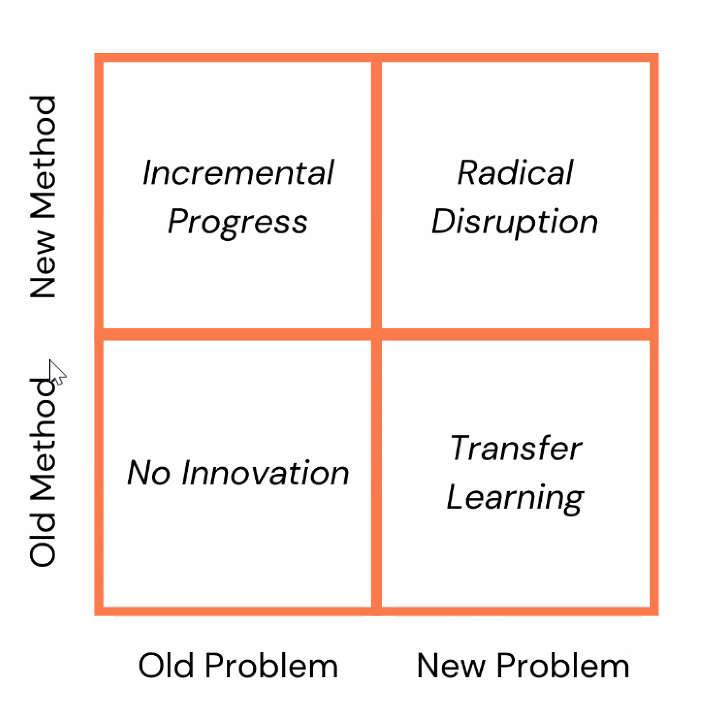 New Method
Incremental
Progress
Radical
Disruption
Old Method
No Innovation
Transfer
Learning
Old Problem
New Problem